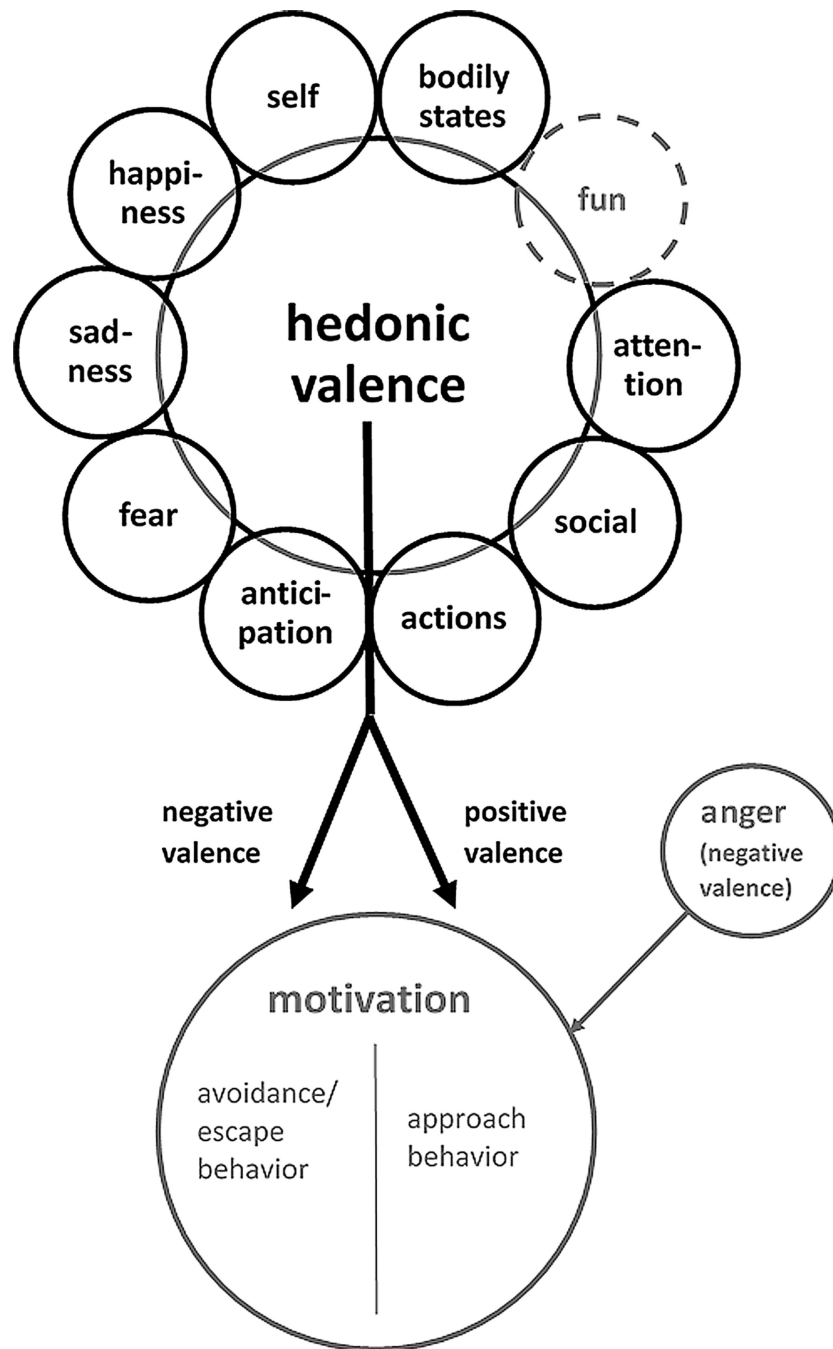 self
bodily
states
happi-
ness
fun
sad-
ness
hedonic
valence
atten-
tion
fear
social
antici-
pation
actions
negative
valence
positive
valence
anger
(negative
valence)
motivation
avoidance/
escape
behavior
approach
behavior